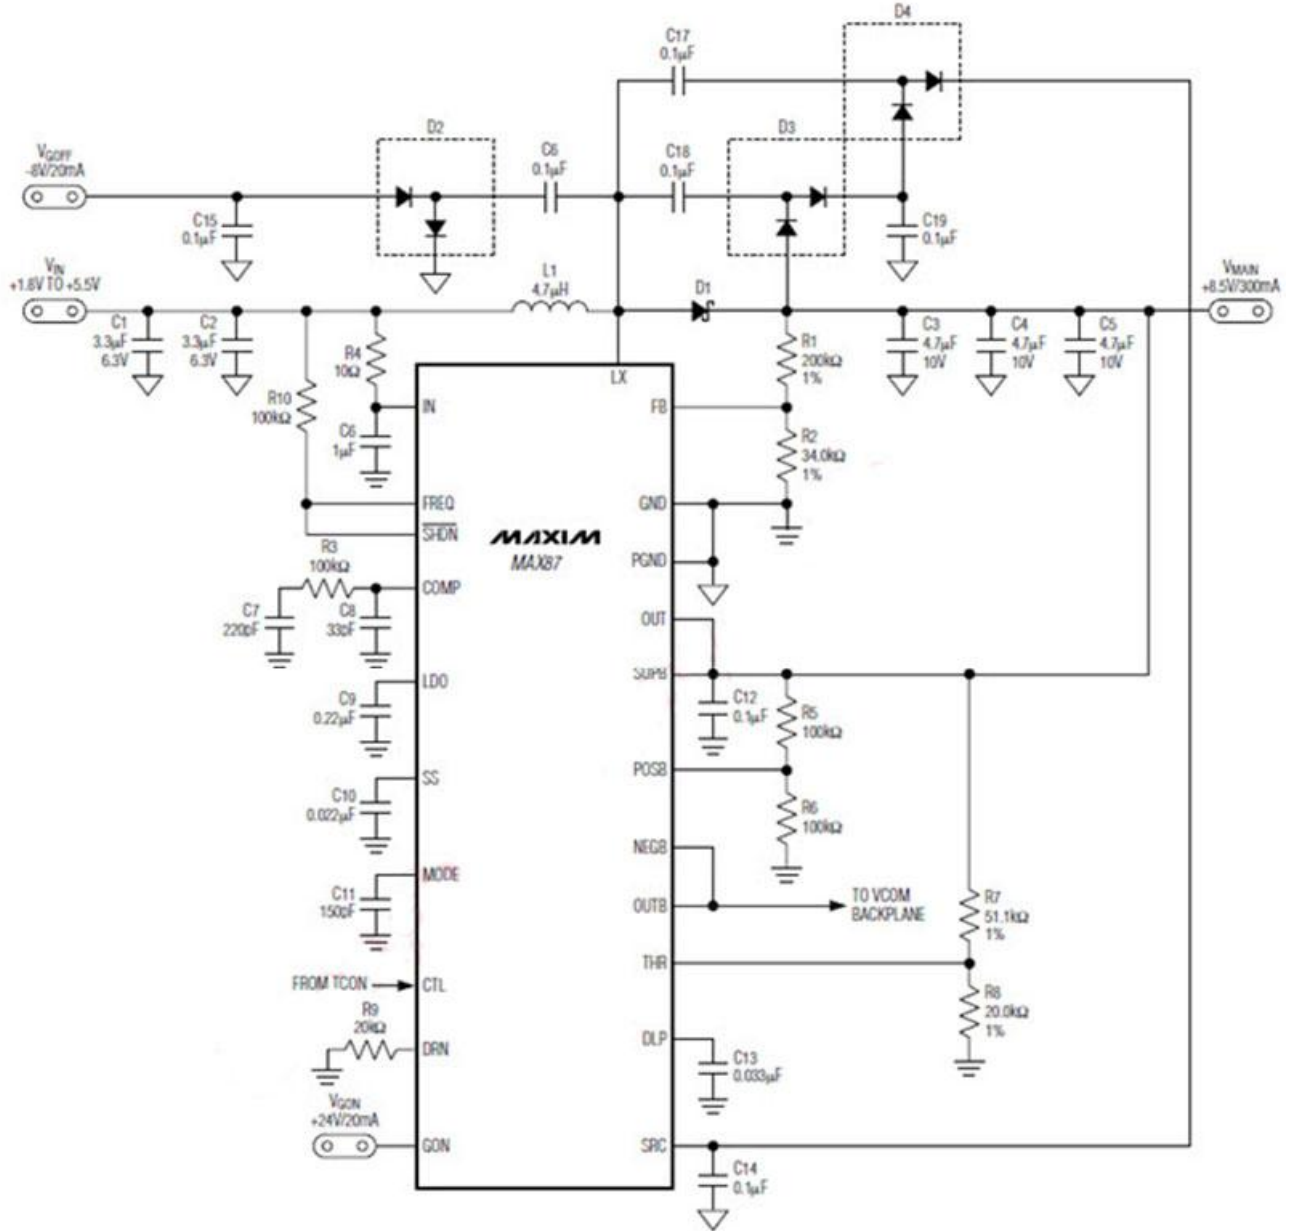 D4
C17
0.1µF
D2
D3
VGOFF
-8V/20mA
C6
0.1µF
C18
0.1µF
C15
0.1µF
C19
0.1µF
VIN
+1.8V TO +5.5V
L1
4.7µH
D1
VMAIN
+8.5V/300mA
C1
3.3µF
6.3V
C2
3.3µF
6.3V
R4
10Ω
R1
200kΩ
1%
C3
4.7µF
10V
C4
4.7µF
10V
C5
4.7µF
10V
LX
R10
100kΩ
IN
FB
C6
1µF
R2
34.0kΩ
1%
FREQ
GND
SHDN
MAXIM
MAX87
R3
100kΩ
PGND
COMP
C7
220pF
C8
33pF
OUT
LDO
SUPB
C9
0.22µF
C12
0.1µF
R5
100kΩ
SS
POSB
C10
0.022µF
R6
100kΩ
NEGB
MODE
C11
150pF
OUTB
TO VCOM
BACKPLANE
R7
51.1kΩ
1%
THR
FROM TCON
CTL
R8
20.0kΩ
1%
R9
20kΩ
DRN
DLP
C13
0.033µF
VGON
+24V/20mA
GON
SRC
C14
0.1µF